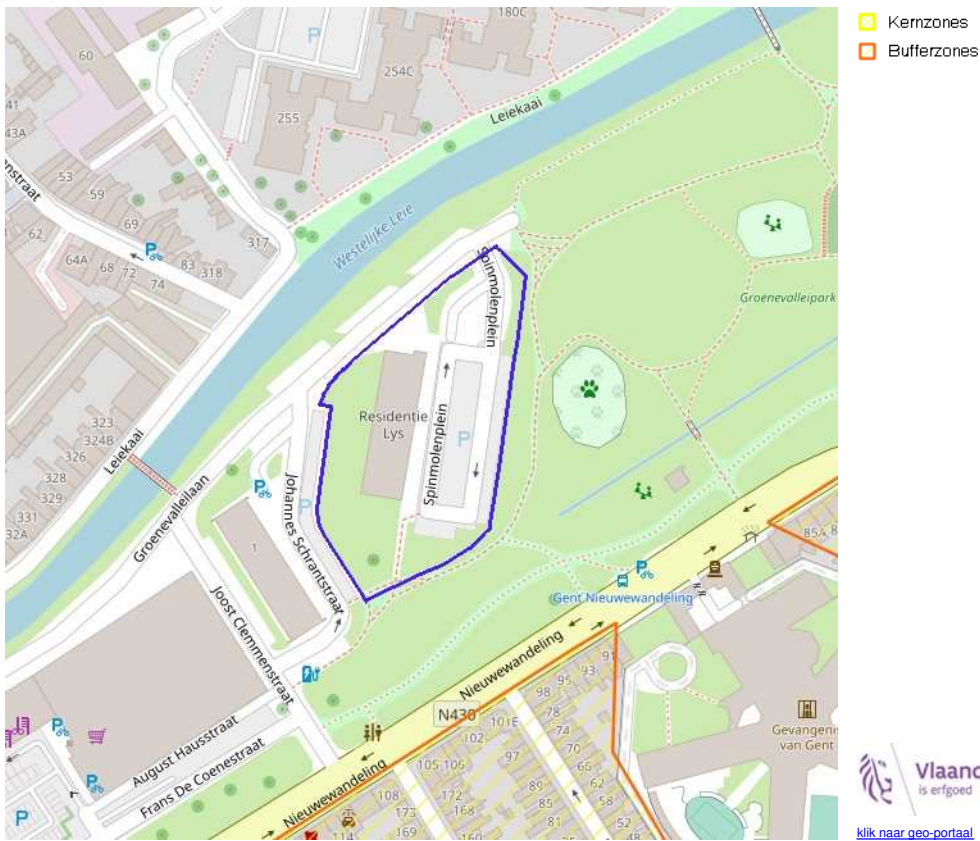 180C
60
P
254C
255
Leiekaai
41
43A
53
59
69
62
64A
68
72
74
83
318
317
P
Westelijke Leie
Spinmolenplein
Groenevalleipark
Residentie
Lys
Spinmolenplein
P
P
323
324B
326
328
329
331
32A
Leiekaai
P
Groenevalleilaan
Johannes Schrantstraat
1
Joost Clemmenstraat
85A
P
Gent Nieuwewandeling
Nieuwewandeling
N430
91
93
95
98
78
74
70
65
62
58
52
48
101E
102
97
105-106
108
172
168
173
169
160
89
85
81
114
Gevangenis
van Gent
August Hausstraat
Frans De Coenestraat
Nieuwewandeling
P
P
P
Kernzones
Bufferzones
is erfgoed
klik naar geo-portaal